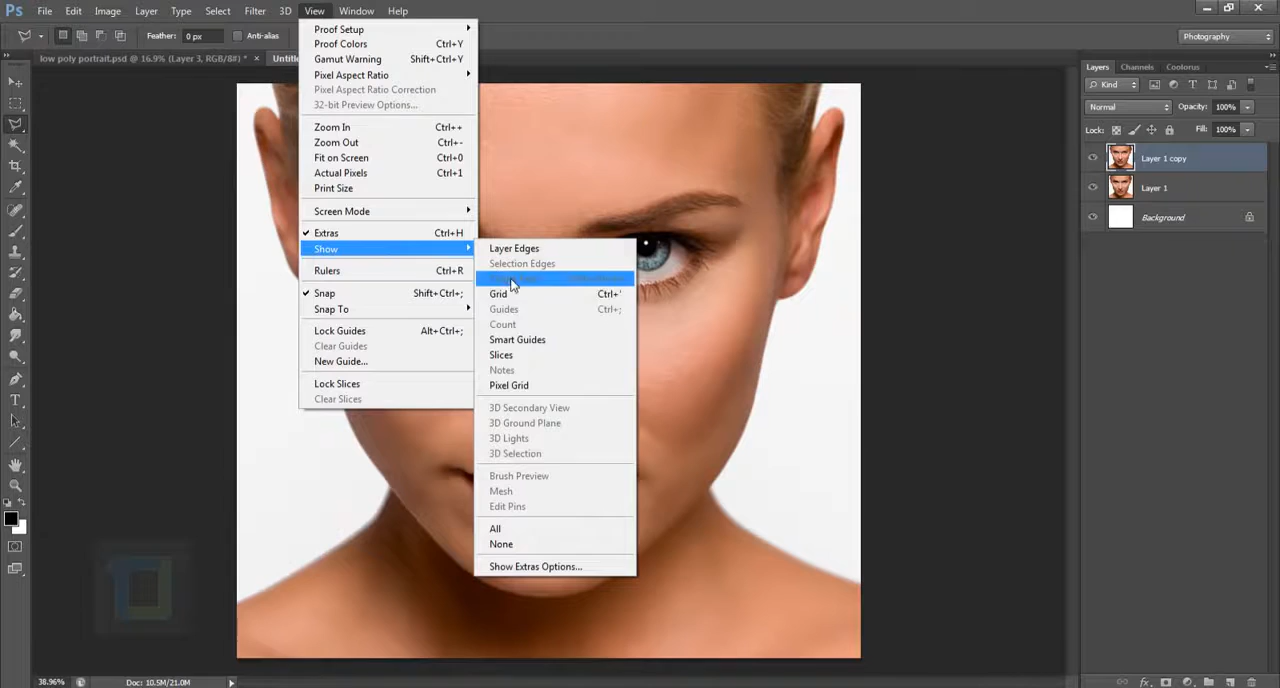 Ps File Edit Image Layer Type Select Filter 3D View Window Help
Feather: 0 px Anti-alias Photography
low poly portrait.psd @ 16.9% (Layer 3, RGB/8#) * × Untitle
Proof Setup
Proof Colors Ctrl+Y
Gamut Warning Shift+Ctrl+Y
Pixel Aspect Ratio
Pixel Aspect Ratio Correction
32-bit Preview Options...
Zoom In Ctrl++
Zoom Out Ctrl+-
Fit on Screen Ctrl+0
Actual Pixels Ctrl+1
Print Size
Screen Mode
Extras Ctrl+H
Show
Rulers Ctrl+R
Snap Shift+Ctrl+;
Snap To
Lock Guides Alt+Ctrl+;
Clear Guides
New Guide...
Lock Slices
Clear Slices
Layer Edges
Selection Edges
Grid Ctrl+'
Guides Ctrl+;
Count
Smart Guides
Slices
Notes
Pixel Grid
3D Secondary View
3D Ground Plane
3D Lights
3D Selection
Brush Preview
Mesh
Edit Pins
All
None
Show Extras Options...
Layers Channels Coolorus
Kind
Normal Opacity: 100%
Lock: Fill: 100%
Layer 1 copy
Layer 1
Background
38.96% Doc: 10.5M/21.0M